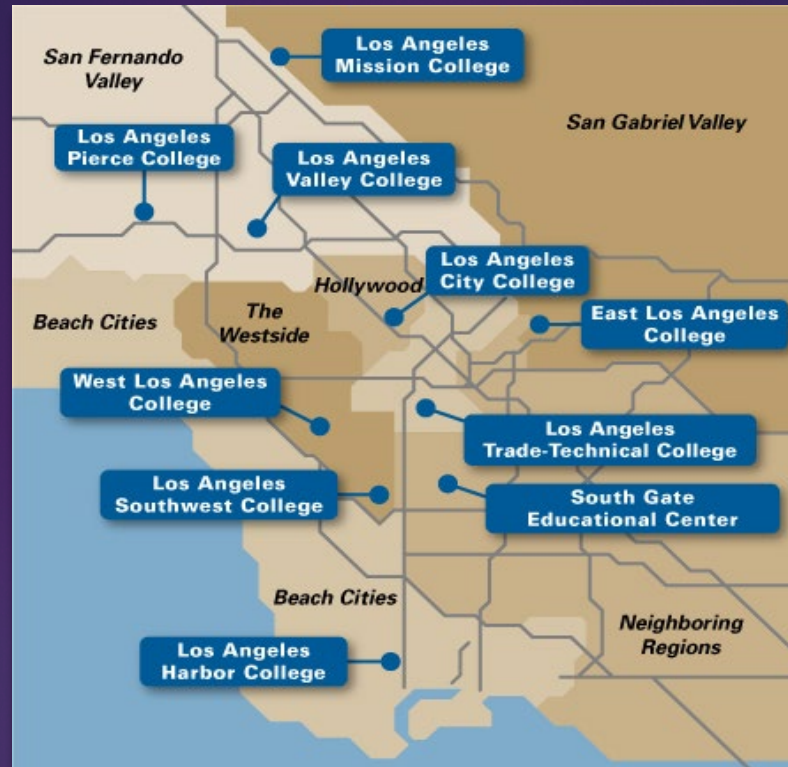 San Fernando
Valley
Los Angeles
Mission College
San Gabriel Valley
Los Angeles
Pierce College
Los Angeles
Valley College
Hollywood
Los Angeles
City College
Beach Cities
The
Westside
East Los Angeles
College
West Los Angeles
College
Los Angeles
Trade-Technical College
Los Angeles
Southwest College
South Gate
Educational Center
Beach Cities
Neighboring
Regions
Los Angeles
Harbor College